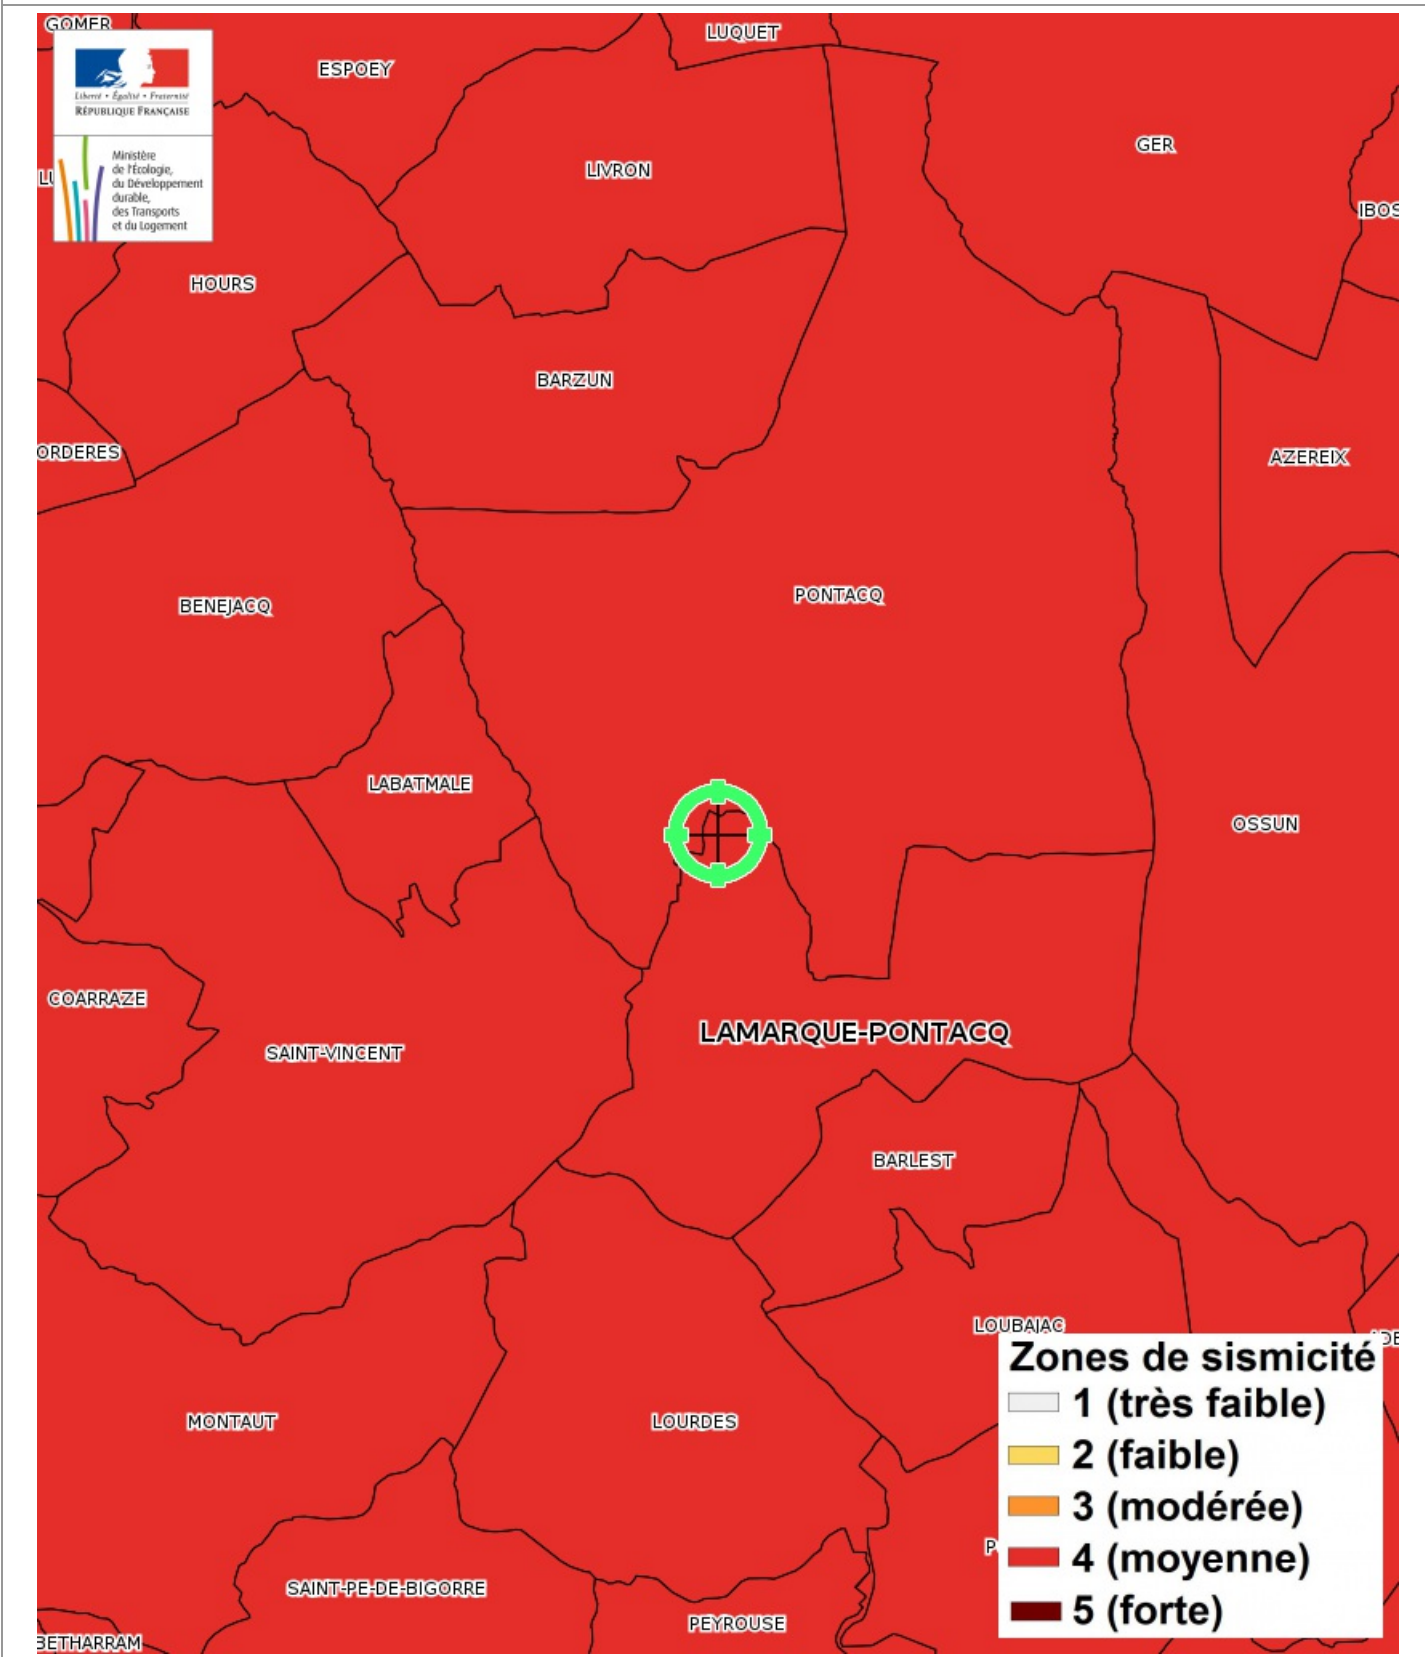 GOMER
LUQUET
ESPOEY
Liberté • Égalité • Fraternité
RÉPUBLIQUE FRANÇAISE
GER
Ministère
de l'Écologie,
du Développement
durable,
des Transports
et du Logement
LIVRON
IBOS
HOURS
BARZUN
ORDERES
AZEREIX
PONTACQ
BENEJACQ
LABATMALE
OSSUN
COARRAZE
LAMARQUE-PONTACQ
SAINT-VINCENT
BARLEST
LOUBAJAC
Zones de sismicité
1 (très faible)
2 (faible)
3 (modérée)
4 (moyenne)
5 (forte)
MONTAUT
LOURDES
SAINT-PE-DE-BIGORRE
PEYROUSE
BETHARRAM